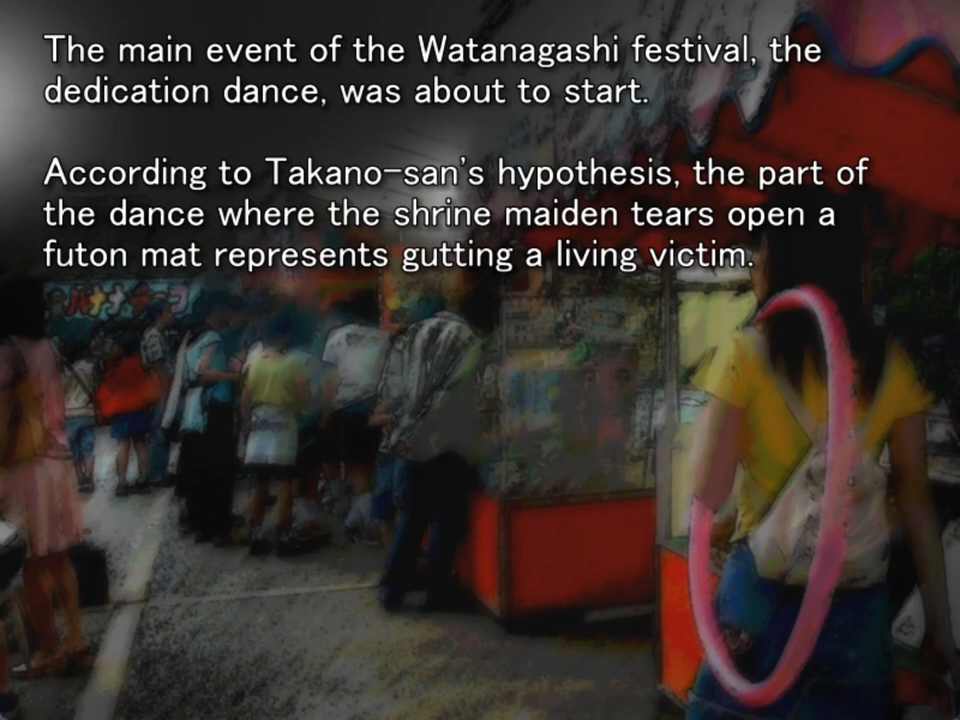 The main event of the Watanagashi festival, the
dedication dance, was about to start.
According to Takano-san's hypothesis, the part of
the dance where the shrine maiden tears open a
futon mat represents gutting a living victim.